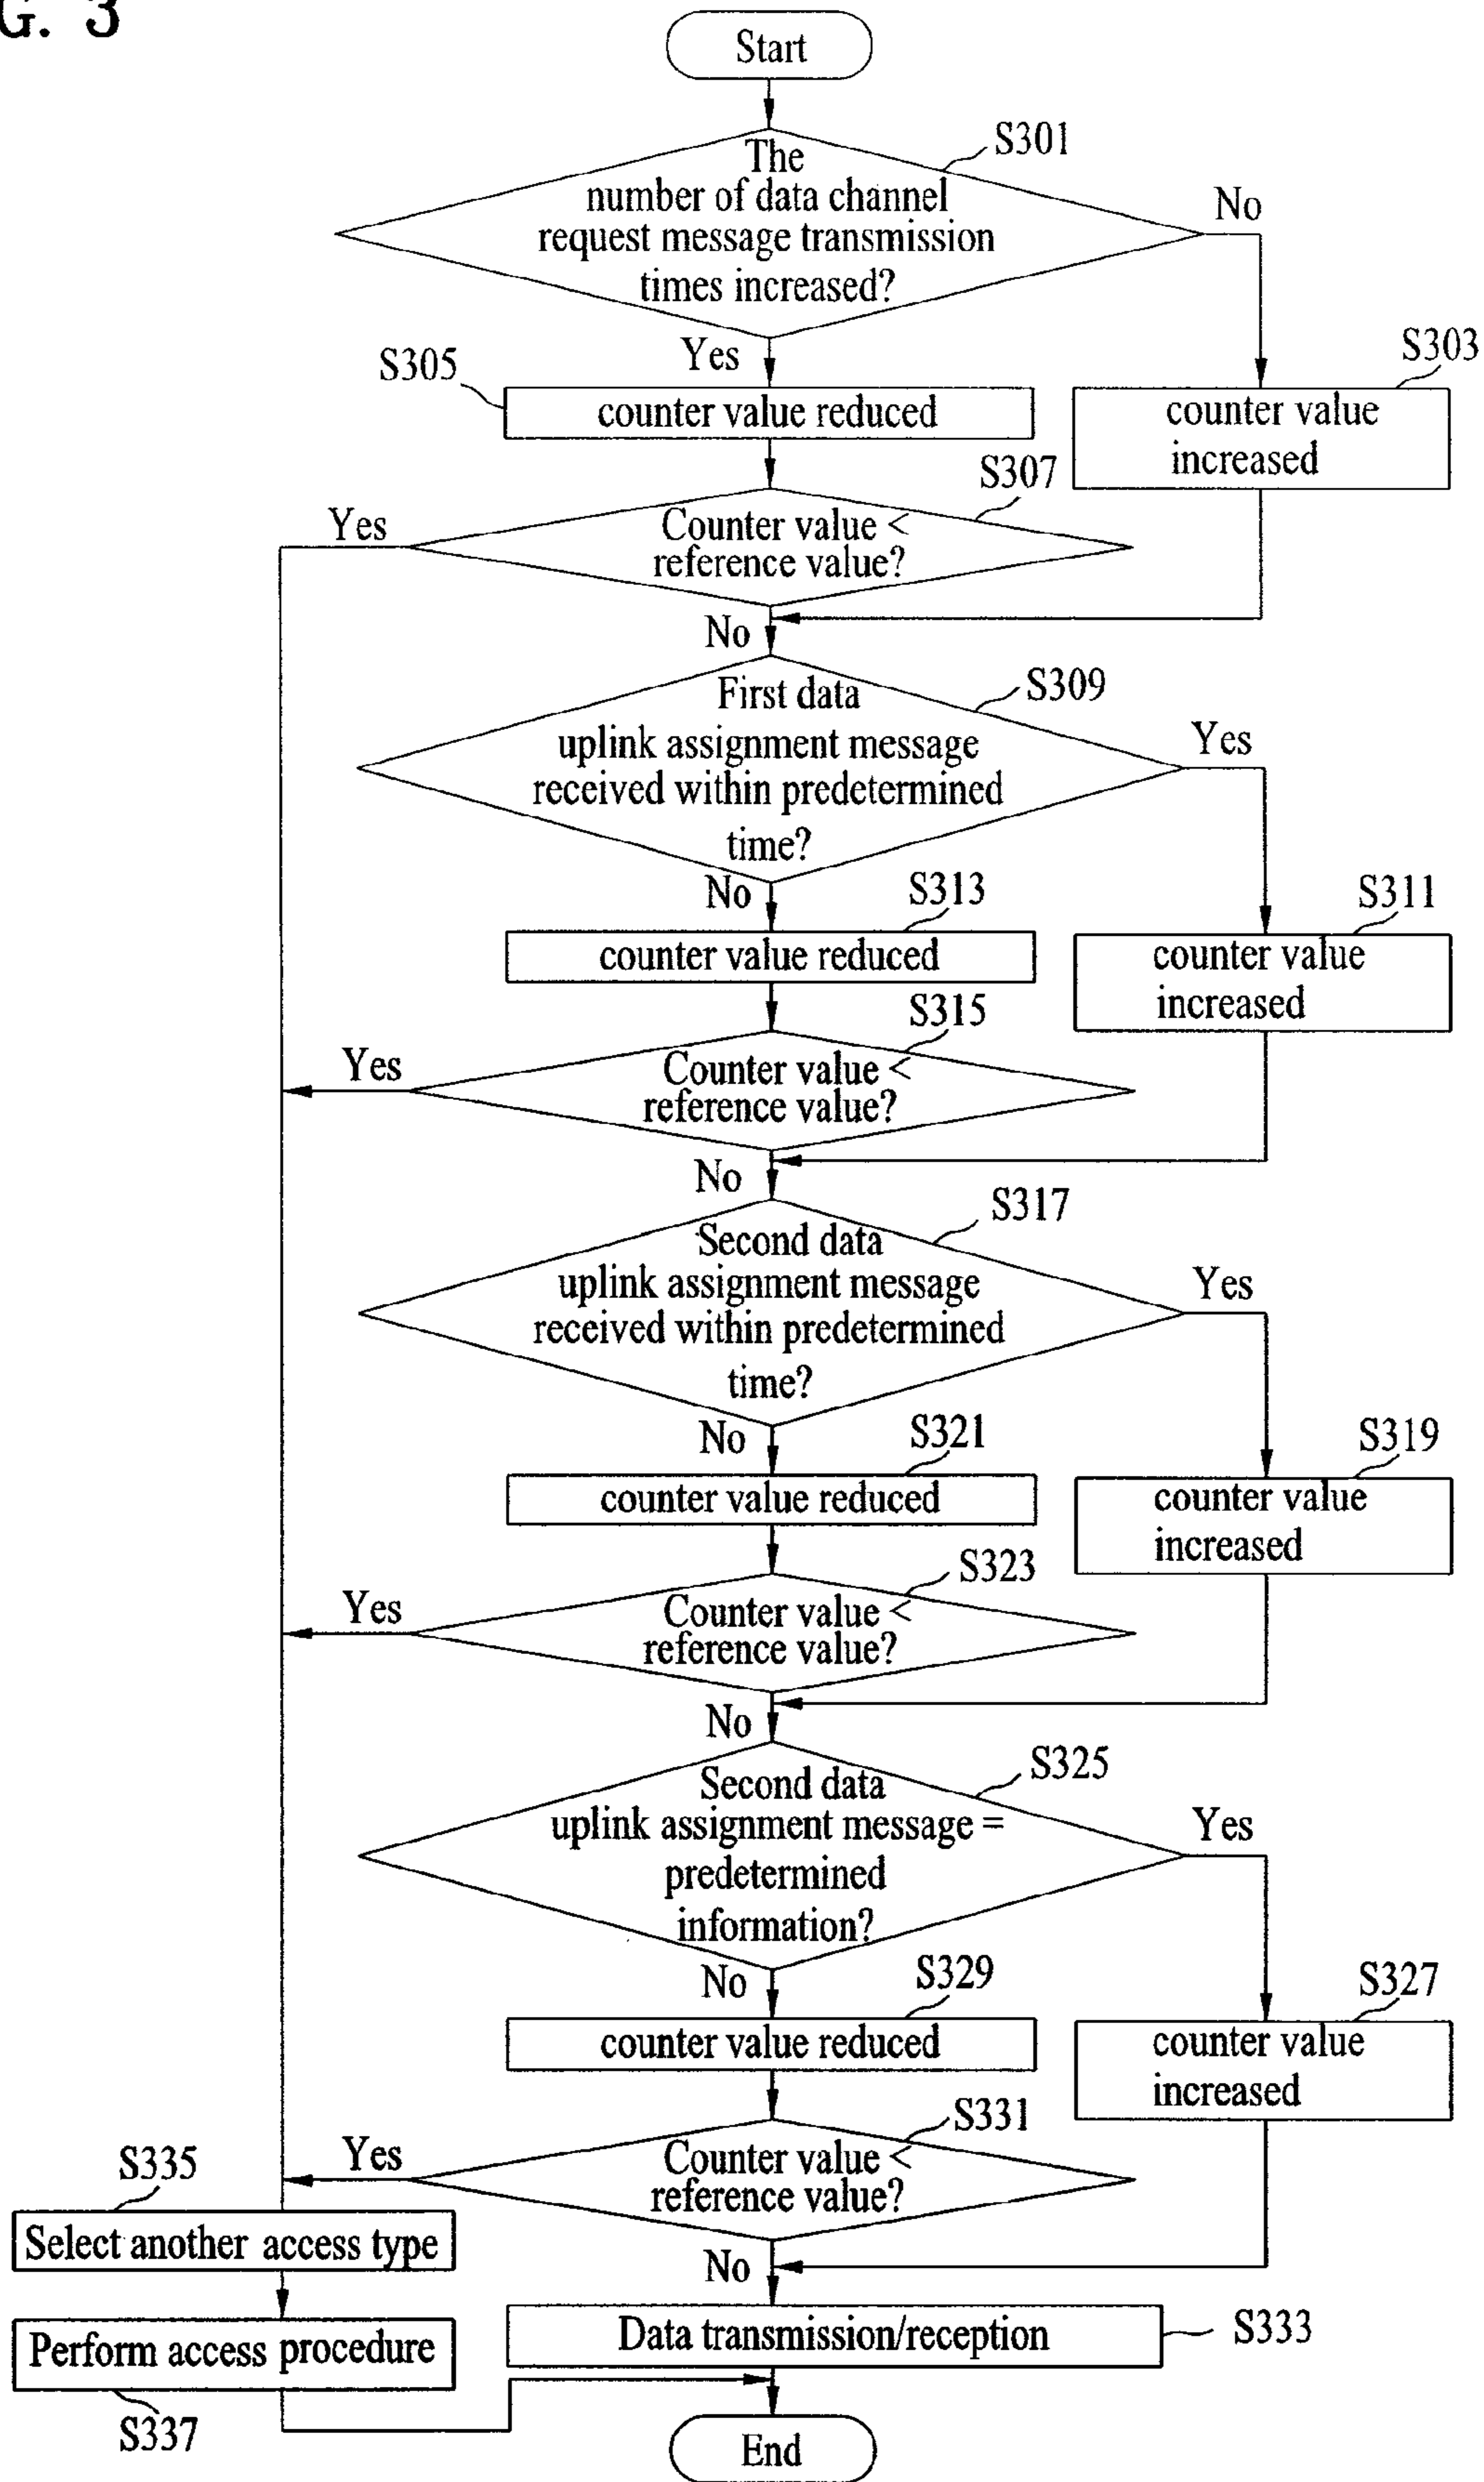 G. 3
Start
S301
The
number of data channel
request message transmission
times increased?
No
Yes
S305
S303
counter value reduced
counter value
increased
S307
Yes
Counter value <
reference value?
No
S309
First data
uplink assignment message
received within predetermined
time?
Yes
No
S313
S311
counter value reduced
counter value
increased
S315
Yes
Counter value <
reference value?
No
S317
Second data
uplink assignment message
received within predetermined
time?
Yes
No
S321
S319
counter value reduced
counter value
increased
S323
Yes
Counter value <
reference value?
No
S325
Second data
uplink assignment message =
predetermined
information?
Yes
No
S329
S327
counter value reduced
counter value
increased
S331
Yes
Counter value <
reference value?
S335
Select another access type
No
Data transmission/reception
S333
Perform access procedure
S337
End